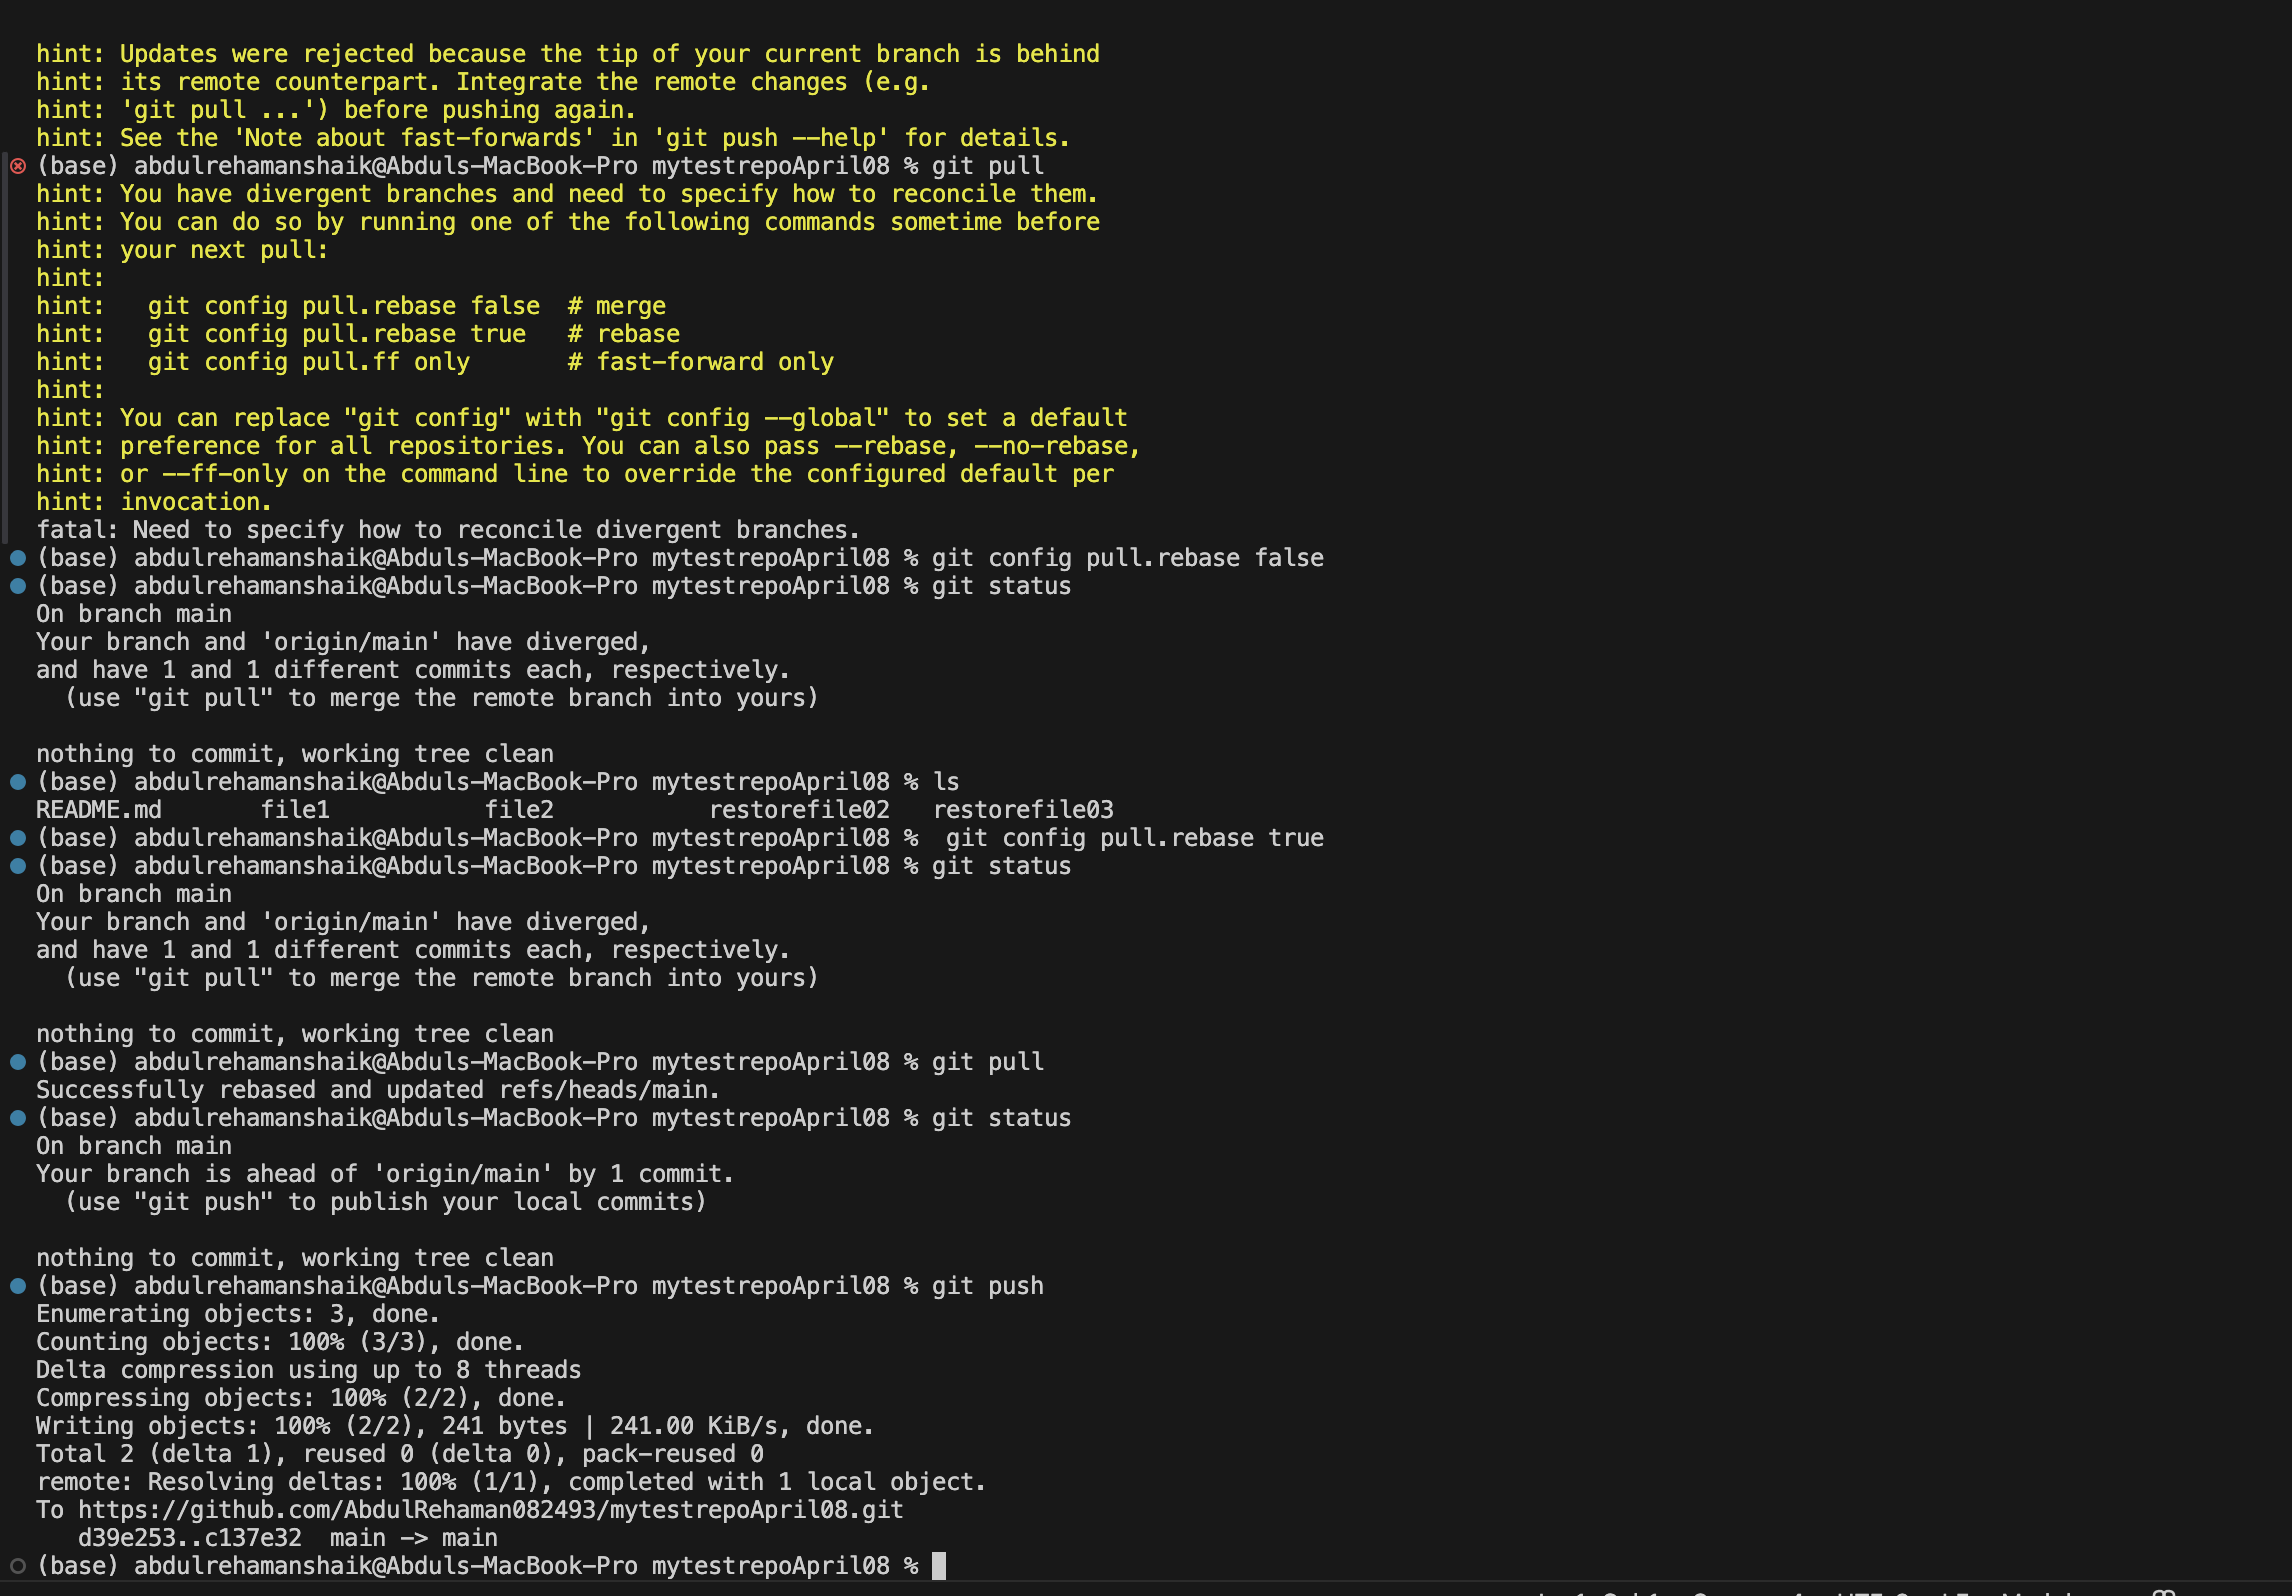 hint: Updates were rejected because the tip of your current branch is behind
hint: its remote counterpart. Integrate the remote changes (e.g.
hint: 'git pull ...') before pushing again.
hint: See the 'Note about fast-forwards' in 'git push --help' for details.
(base) abdulrehamanshaik@Abduls-MacBook-Pro mytestrepoApril08 % git pull
hint: You have divergent branches and need to specify how to reconcile them.
hint: You can do so by running one of the following commands sometime before
hint: your next pull:
hint:
hint:   git config pull.rebase false  # merge
hint:   git config pull.rebase true   # rebase
hint:   git config pull.ff only       # fast-forward only
hint:
hint: You can replace "git config" with "git config --global" to set a default
hint: preference for all repositories. You can also pass --rebase, --no-rebase,
hint: or --ff-only on the command line to override the configured default per
hint: invocation.
fatal: Need to specify how to reconcile divergent branches.
(base) abdulrehamanshaik@Abduls-MacBook-Pro mytestrepoApril08 % git config pull.rebase false
(base) abdulrehamanshaik@Abduls-MacBook-Pro mytestrepoApril08 % git status
On branch main
Your branch and 'origin/main' have diverged,
and have 1 and 1 different commits each, respectively.
  (use "git pull" to merge the remote branch into yours)

nothing to commit, working tree clean
(base) abdulrehamanshaik@Abduls-MacBook-Pro mytestrepoApril08 % ls
README.md       file1           file2           restorefile02   restorefile03
(base) abdulrehamanshaik@Abduls-MacBook-Pro mytestrepoApril08 %  git config pull.rebase true
(base) abdulrehamanshaik@Abduls-MacBook-Pro mytestrepoApril08 % git status
On branch main
Your branch and 'origin/main' have diverged,
and have 1 and 1 different commits each, respectively.
  (use "git pull" to merge the remote branch into yours)

nothing to commit, working tree clean
(base) abdulrehamanshaik@Abduls-MacBook-Pro mytestrepoApril08 % git pull
Successfully rebased and updated refs/heads/main.
(base) abdulrehamanshaik@Abduls-MacBook-Pro mytestrepoApril08 % git status
On branch main
Your branch is ahead of 'origin/main' by 1 commit.
  (use "git push" to publish your local commits)

nothing to commit, working tree clean
(base) abdulrehamanshaik@Abduls-MacBook-Pro mytestrepoApril08 % git push
Enumerating objects: 3, done.
Counting objects: 100% (3/3), done.
Delta compression using up to 8 threads
Compressing objects: 100% (2/2), done.
Writing objects: 100% (2/2), 241 bytes | 241.00 KiB/s, done.
Total 2 (delta 1), reused 0 (delta 0), pack-reused 0
remote: Resolving deltas: 100% (1/1), completed with 1 local object.
To https://github.com/AbdulRehaman082493/mytestrepoApril08.git
   d39e253..c137e32  main -> main
(base) abdulrehamanshaik@Abduls-MacBook-Pro mytestrepoApril08 %